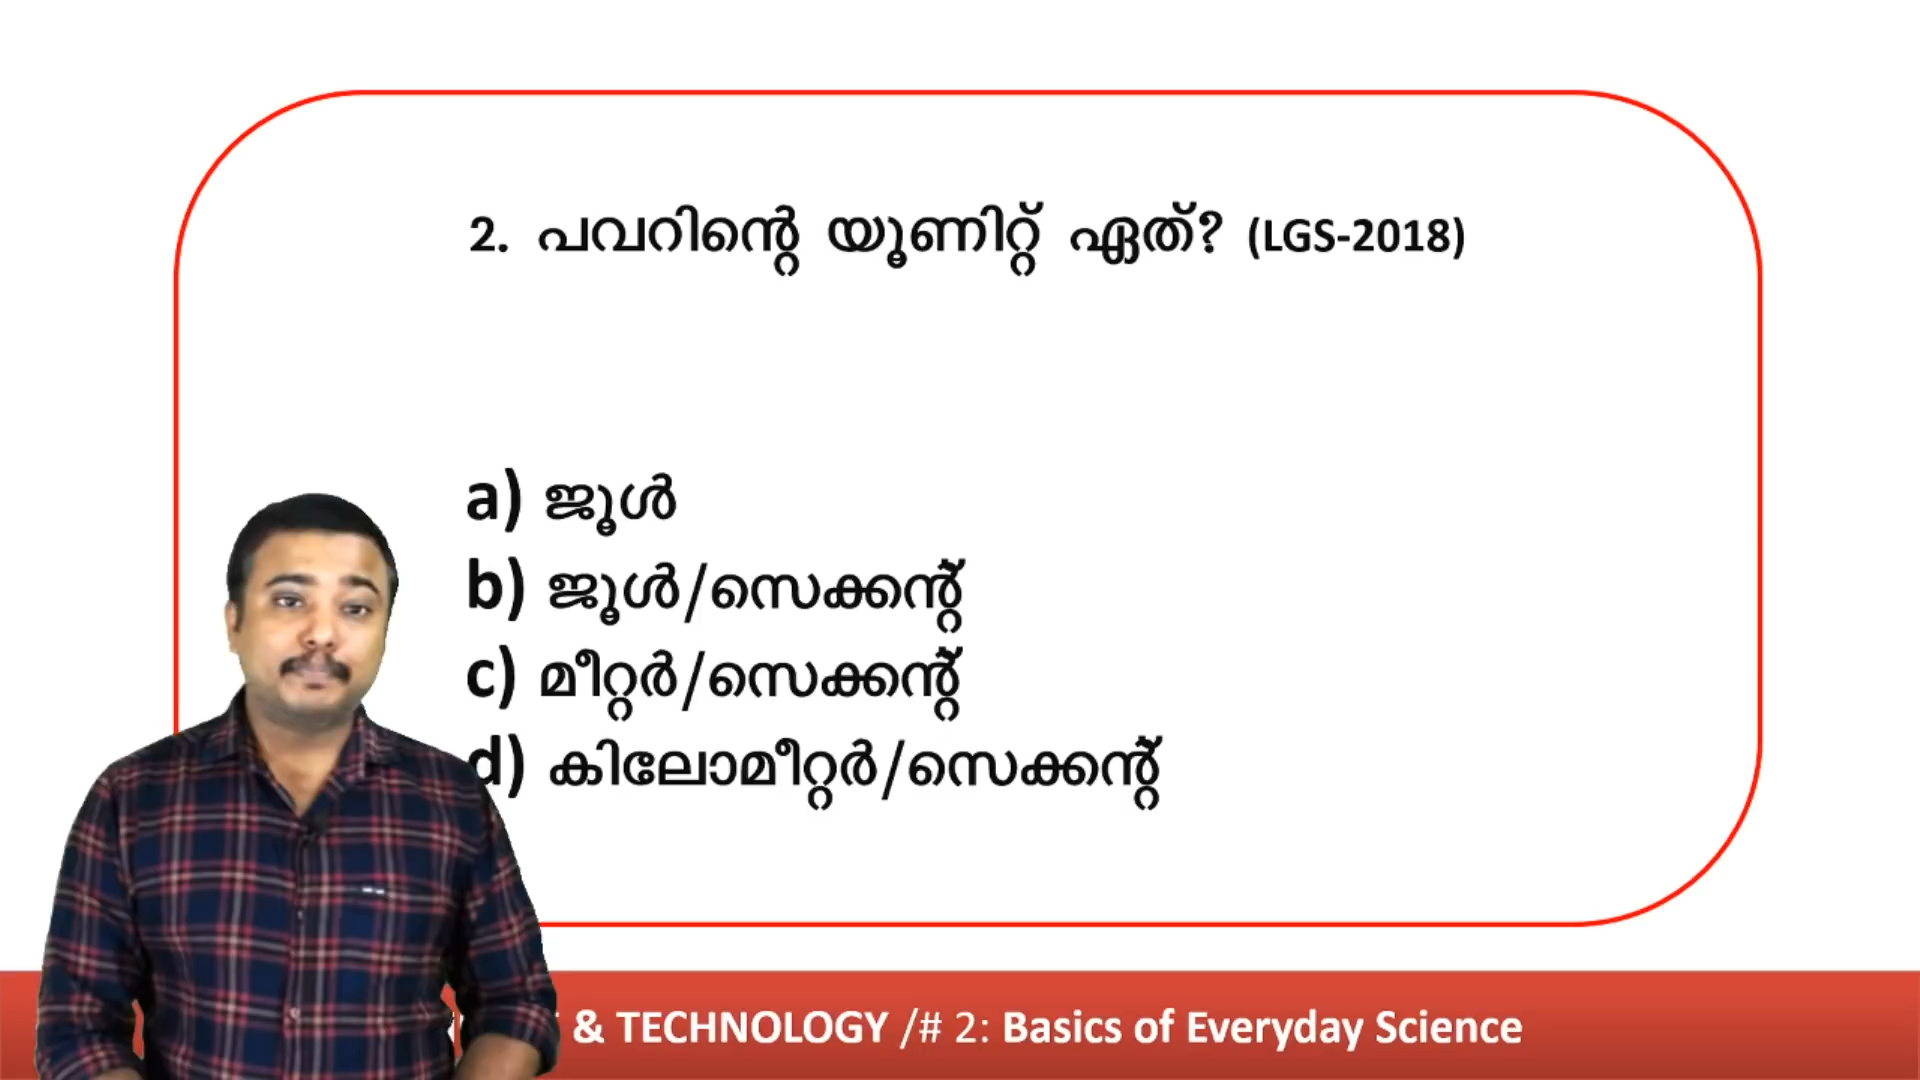 2. പവറിന്റെ യൂണിറ്റ് ഏത്? (LGS-2018)
a) ജൂൾ
b) ജൂൾ/സെക്കന്റ്
c) മീറ്റർ/സെക്കന്റ്
d) കിലോമീറ്റർ/സെക്കന്റ്
& TECHNOLOGY /# 2: Basics of Everyday Science